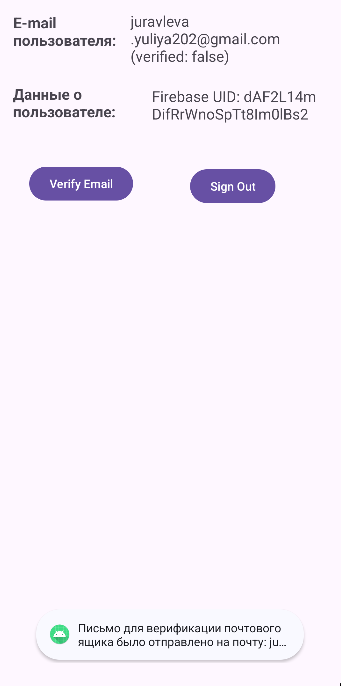 E-mail
пользователя:
juravleva
.yuliya202@gmail.com
(verified: false)
Данные о
пользователе:
Firebase UID: dAF2L14m
DifRrWnoSpTt8Im0lBs2
Verify Email
Sign Out
Письмо для верификации почтового
ящика было отправлено на почту: ju...